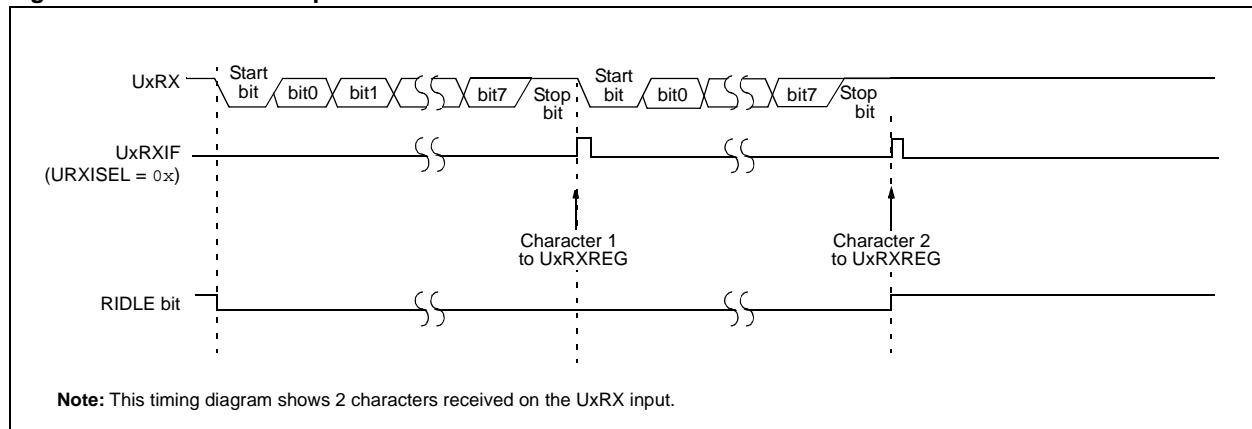 UxRX
Start
bit
bit0
bit1
bit7
Stop
bit
Start
bit
bit0
bit7
Stop
bit
UxRXIF
(URXISEL = 0x)
Character 1
to UxRXREG
Character 2
to UxRXREG
RIDLE bit
Note: This timing diagram shows 2 characters received on the UxRX input.